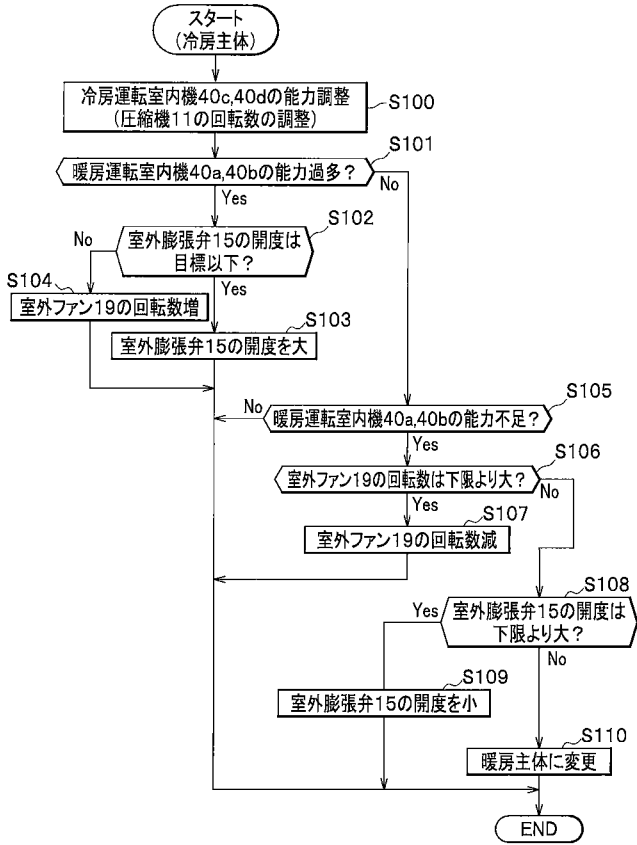 スタート
(冷房主体)
冷房運転室内機40c,40dの能力調整
(圧縮機11の回転数の調整)
S100
暖房運転室内機40a,40bの能力過多？
S101
No
Yes
室外膨張弁15の開度は
目標以下？
S102
No
Yes
S104
室外ファン19の回転数増
S103
室外膨張弁15の開度を大
S105
No
暖房運転室内機40a,40bの能力不足？
Yes
S106
室外ファン19の回転数は下限より大？
No
Yes
S107
室外ファン19の回転数減
S108
Yes
室外膨張弁15の開度は
下限より大？
No
S109
室外膨張弁15の開度を小
S110
暖房主体に変更
END